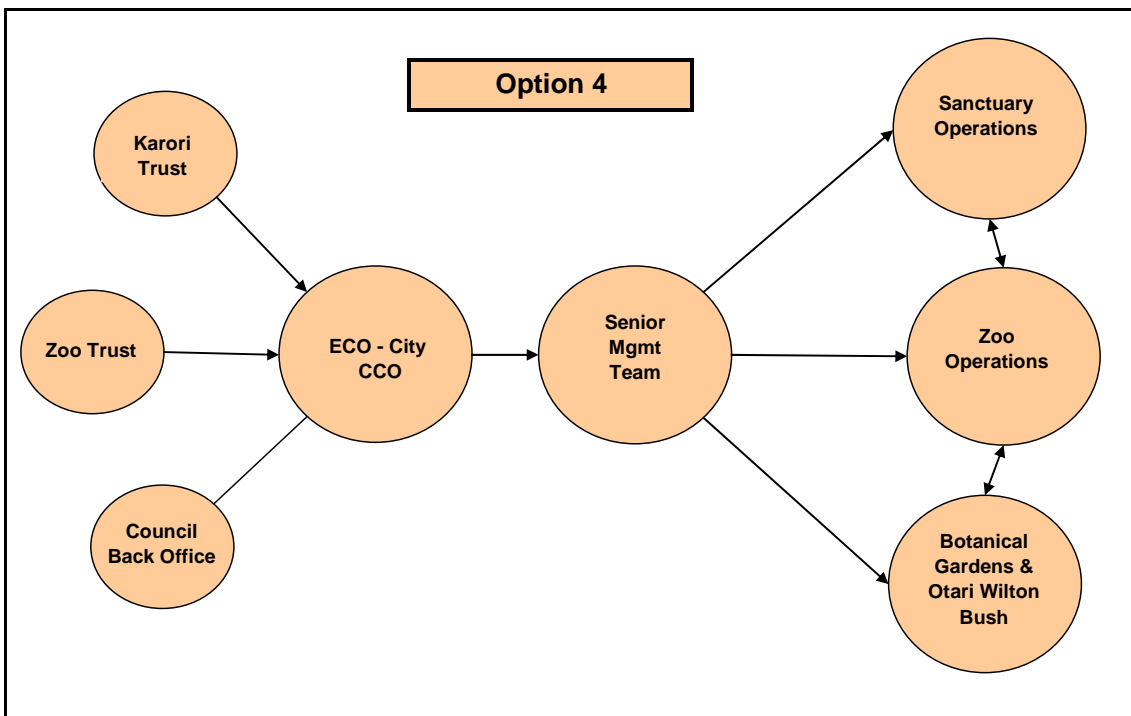 Option 4
Karori
Trust
Zoo Trust
Council
Back Office
ECO - City
CCO
Senior
Mgmt
Team
Sanctuary
Operations
Zoo
Operations
Botanical
Gardens &
Otari Wilton
Bush